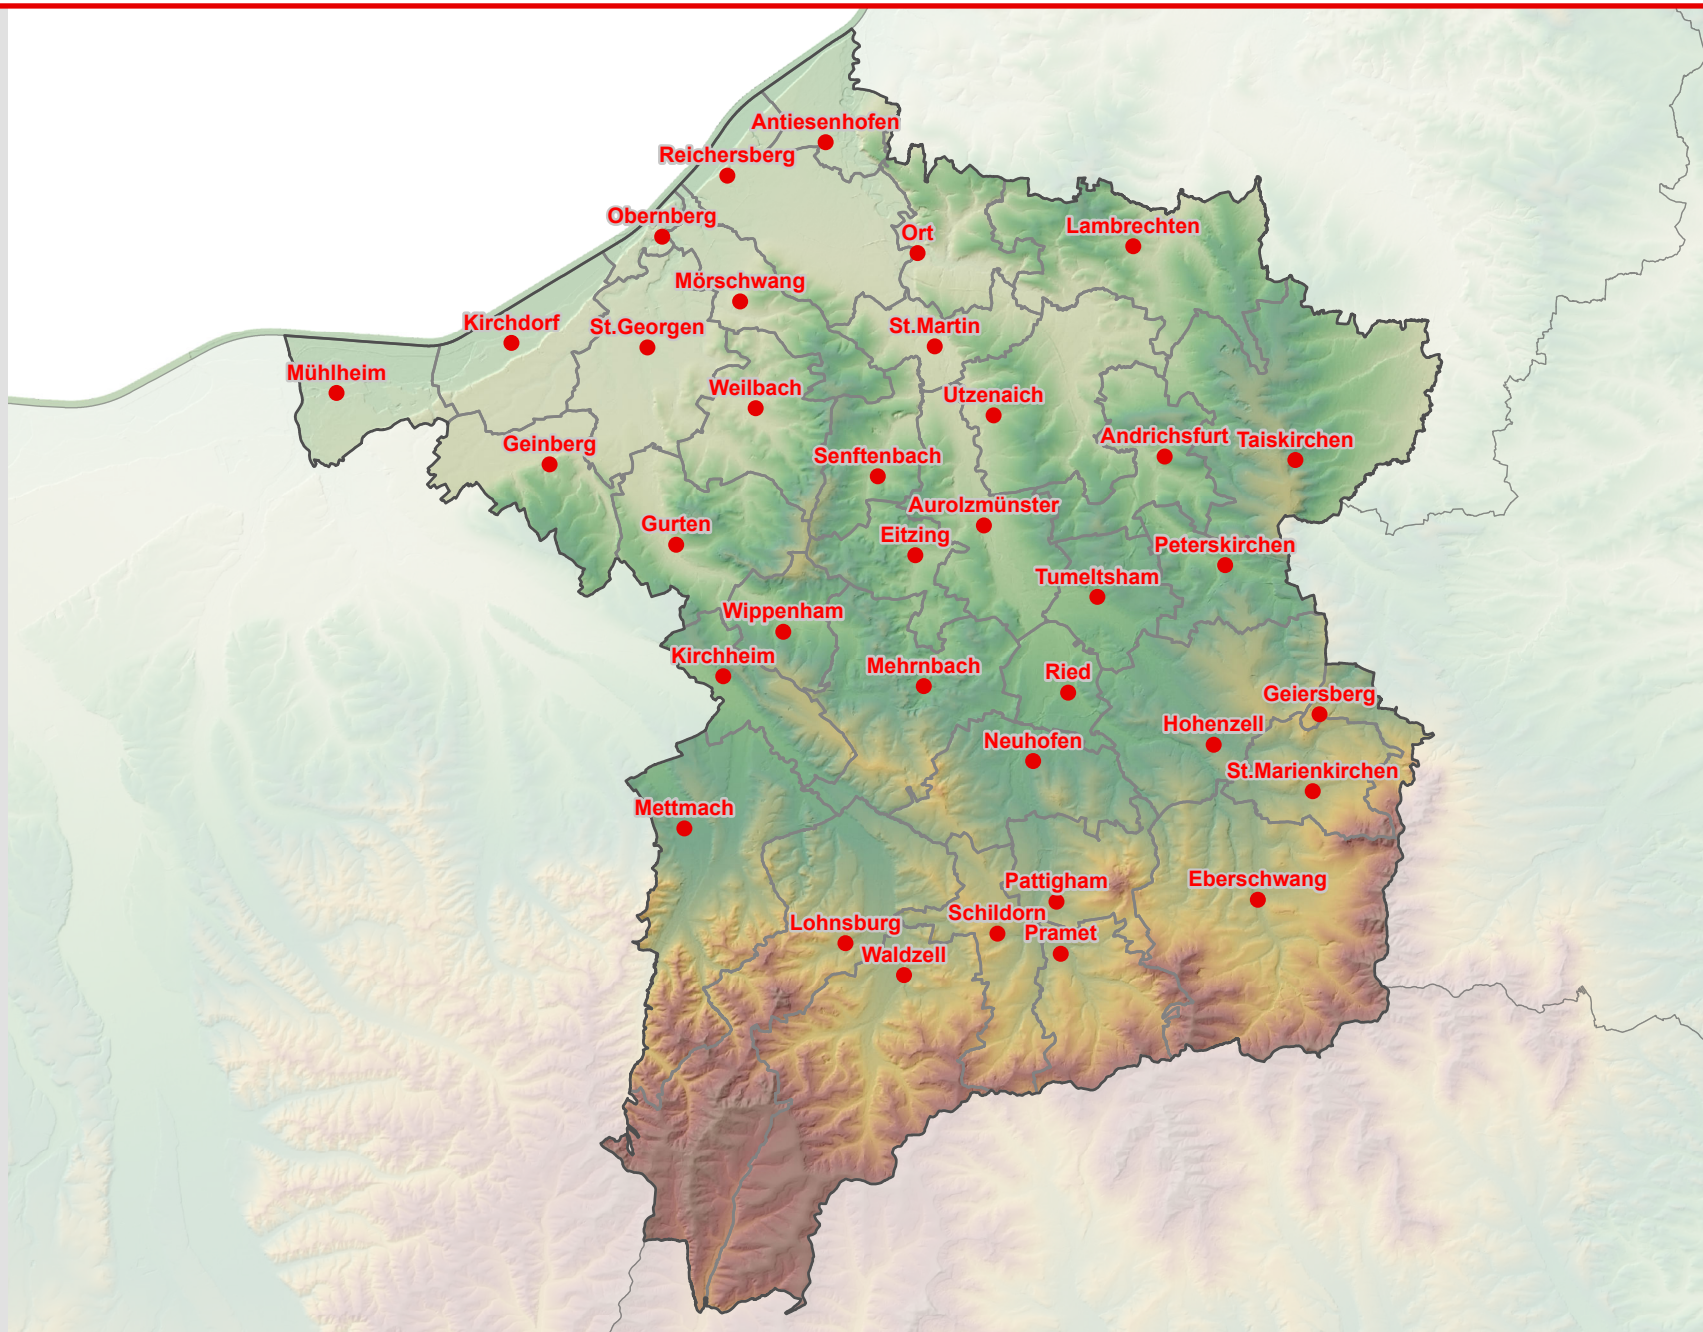 Antiesenhofen
Reichersberg
Obernberg
Lambrechten
Ort
Mörschwang
Kirchdorf
St.Georgen
St.Martin
Mühlheim
Weilbach
Utzenaich
Geinberg
Andrichsfurt
Taiskirchen
Senftenbach
Aurolzmünster
Gurten
Eitzing
Peterskirchen
Tumeltsham
Wippenham
Kirchheim
Mehrnbach
Ried
Geiersberg
Hohenzell
Neuhofen
St.Marienkirchen
Mettmach
Pattigham
Eberschwang
Schildorn
Lohnsburg
Pramet
Waldzell